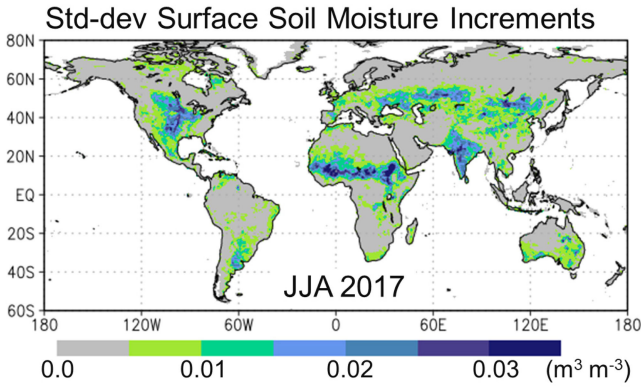 Std-dev Surface Soil Moisture Increments
80N
60N
40N
20N
EQ
20S
40S
60S
JJA 2017
180 120W 60W 0 60E 120E 180
0.0 0.01 0.02 0.03 (m³ m⁻³)